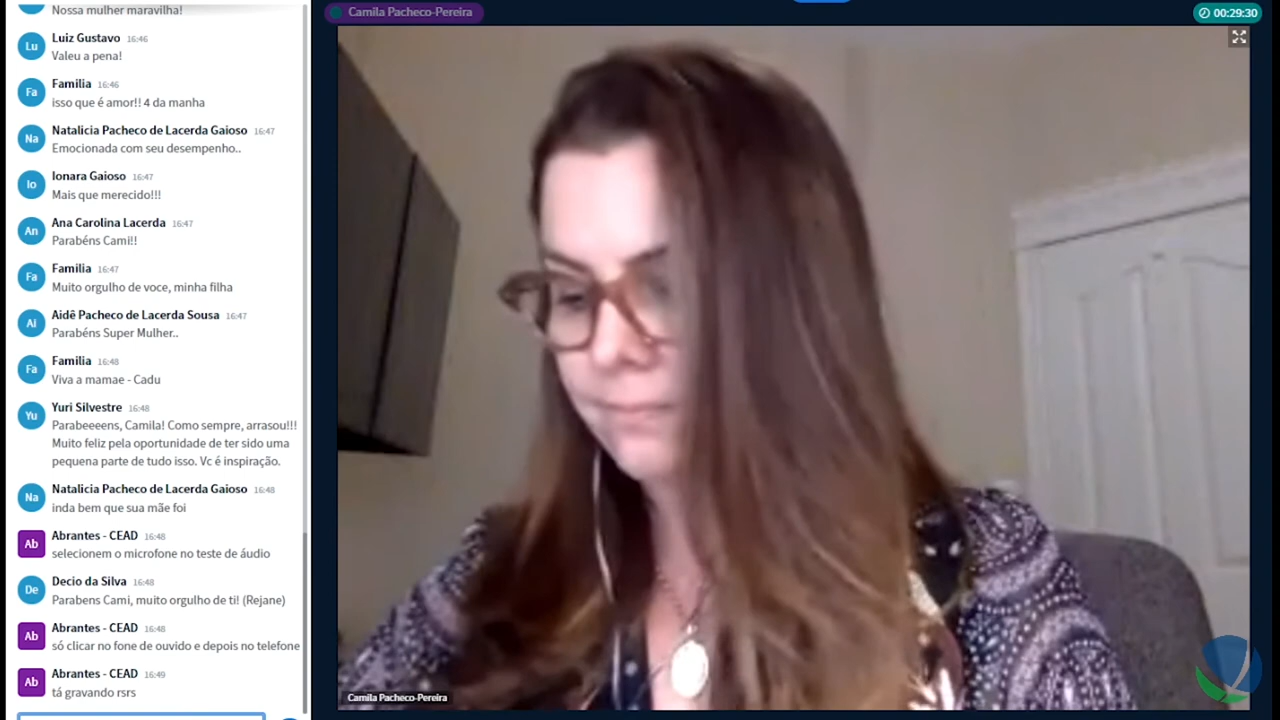 Nossa mulher maravilha!
Lu
Luiz Gustavo 16:46
Valeu a pena!
Fa
Familia 16:46
isso que é amor!! 4 da manha
Na
Natalicia Pacheco de Lacerda Gaioso 16:47
Emocionada com seu desempenho..
Io
Ionara Gaioso 16:47
Mais que merecido!!!
An
Ana Carolina Lacerda 16:47
Parabéns Cami!!
Fa
Familia 16:47
Muito orgulho de voce, minha filha
Ai
Aidê Pacheco de Lacerda Sousa 16:47
Parabéns Super Mulher..
Fa
Familia 16:48
Viva a mamae - Cadu
Yu
Yuri Silvestre 16:48
Parabeeeens, Camila! Como sempre, arrasou!!!
Muito feliz pela oportunidade de ter sido uma
pequena parte de tudo isso. Vc é inspiração.
Na
Natalicia Pacheco de Lacerda Gaioso 16:48
inda bem que sua mãe foi
Ab
Abrantes - CEAD 16:48
selecionem o microfone no teste de áudio
De
Decio da Silva 16:48
Parabens Cami, muito orgulho de ti! (Rejane)
Ab
Abrantes - CEAD 16:48
só clicar no fone de ouvido e depois no telefone
Ab
Abrantes - CEAD 16:49
tá gravando rsrs
Camila Pacheco-Pereira
00:29:30
Camila Pacheco-Pereira